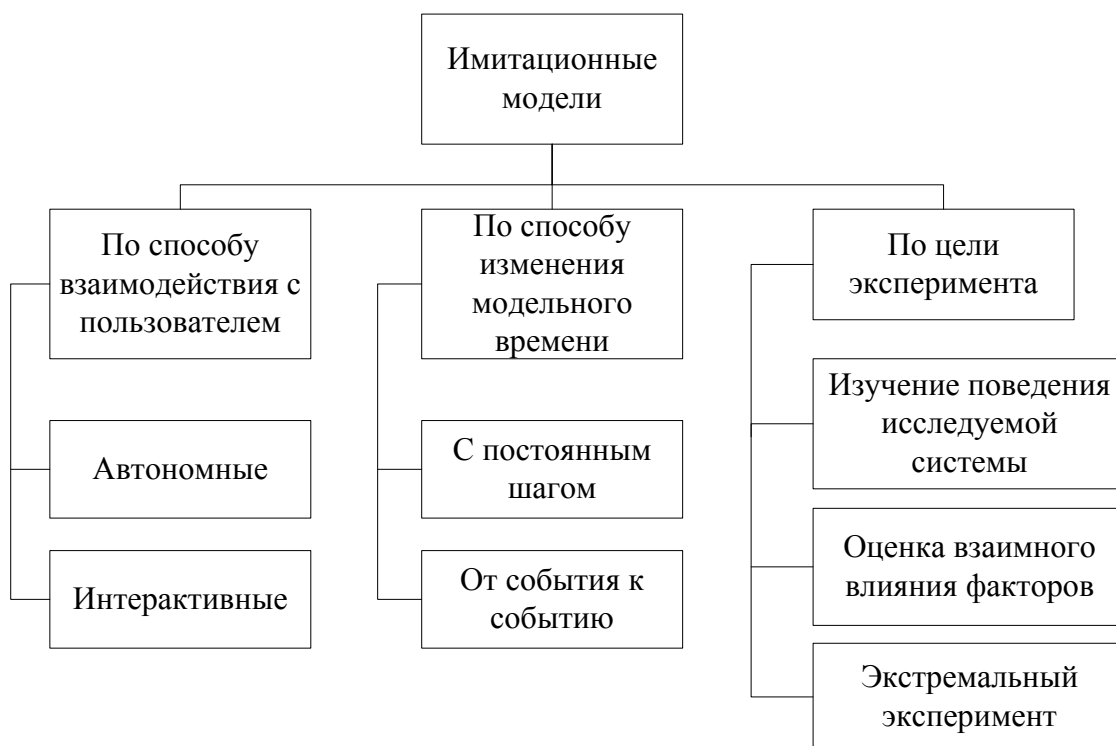 Имитационные
модели
По способу
взаимодействия с
пользователем
Автономные
Интерактивные
По способу
изменения
модельного
времени
С постоянным
шагом
От события к
событию
По цели
эксперимента
Изучение поведения
исследуемой
системы
Оценка взаимного
влияния факторов
Экстремальный
эксперимент